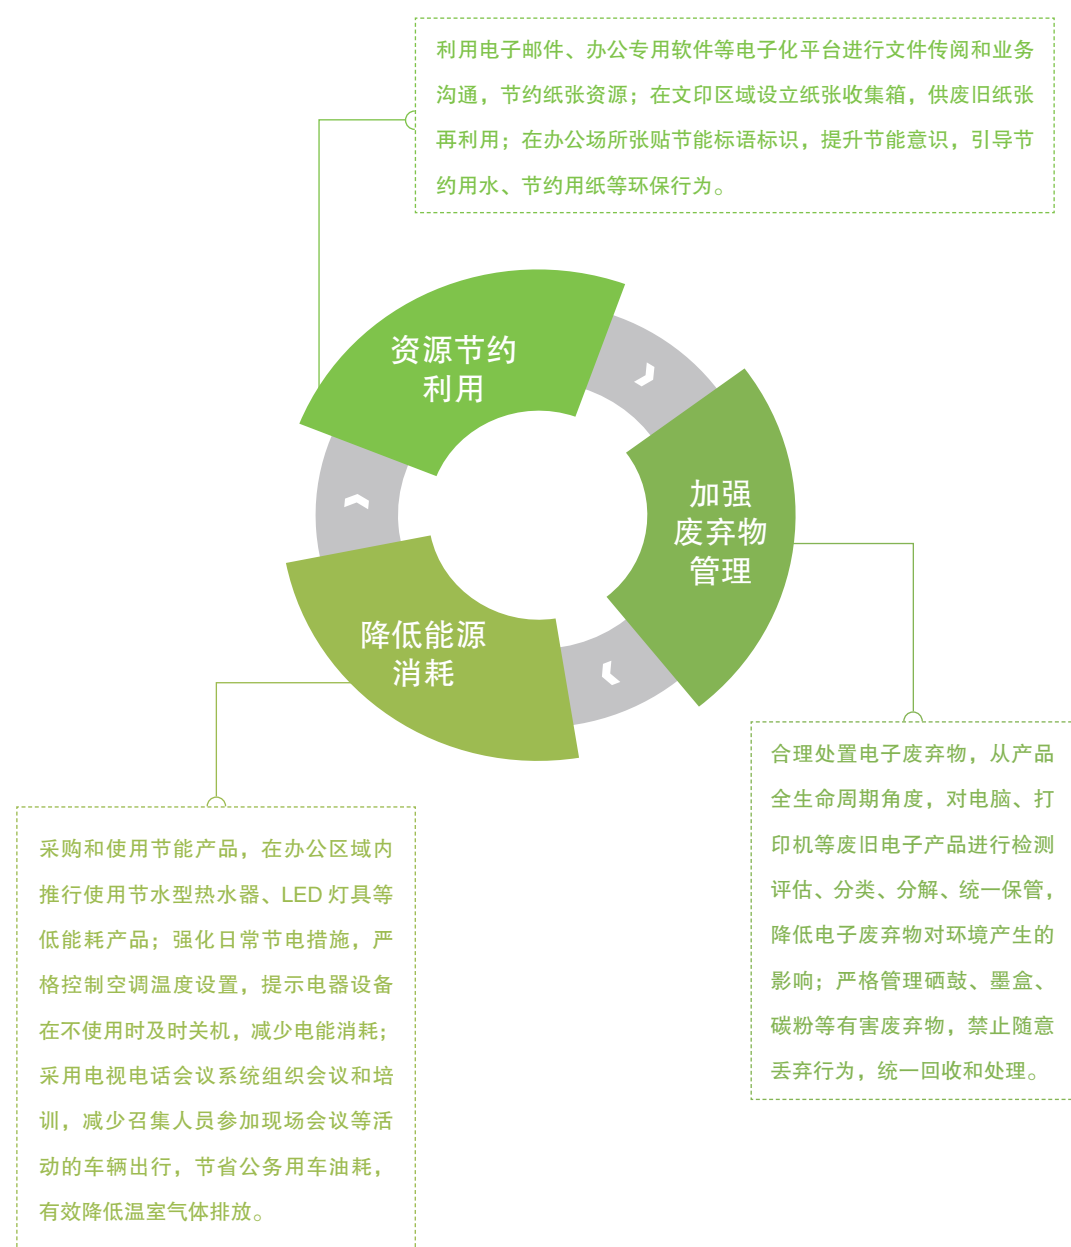 利用电子邮件、办公专用软件等电子化平台进行文件传阅和业务
沟通，节约纸张资源；在文印区域设立纸张收集箱，供废旧纸张
再利用；在办公场所张贴节能标语标识，提升节能意识，引导节
约用水、节约用纸等环保行为。
资源节约
利用
加强
废弃物
管理
降低能源
消耗
合理处置电子废弃物，从产品
全生命周期角度，对电脑、打
印机等废旧电子产品进行检测
评估、分类、分解、统一保管，
降低电子废弃物对环境产生的
影响；严格管理硒鼓、墨盒、
碳粉等有害废弃物，禁止随意
丢弃行为，统一回收和处理。
采购和使用节能产品，在办公区域内
推行使用节水型热水器、LED 灯具等
低能耗产品；强化日常节电措施，严
格控制空调温度设置，提示电器设备
在不使用时及时关机，减少电能消耗；
采用电视电话会议系统组织会议和培
训，减少召集人员参加现场会议等活
动的车辆出行，节省公务用车油耗，
有效降低温室气体排放。